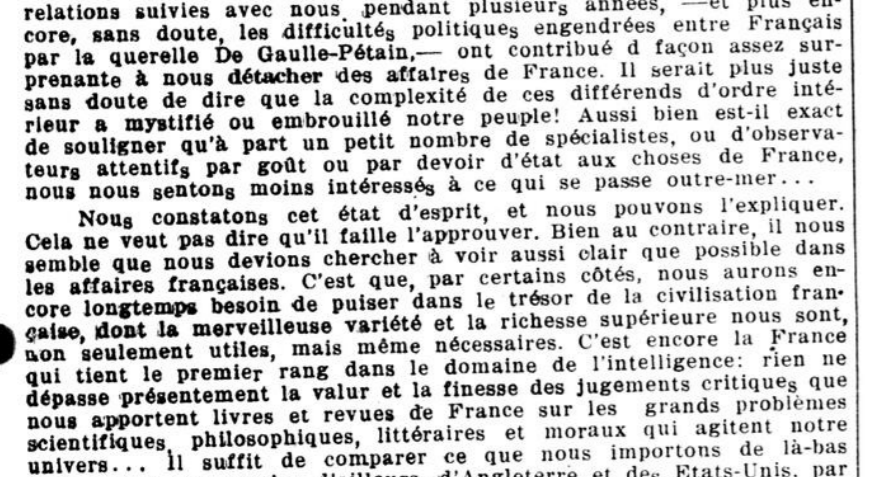 relations suivies avec nous pendant plusieurs années, —et plus en-
core, sans doute, les difficultés politiques engendrées entre Français
par la querelle De Gaulle-Pétain,— ont contribué d façon assez sur-
prenante à nous détacher des affaires de France. Il serait plus juste
sans doute de dire que la complexité de ces différends d'ordre inté-
rieur a mystifié ou embrouillé notre peuple! Aussi bien est-il exact
de souligner qu'à part un petit nombre de spécialistes, ou d'observa-
teurs attentifs par goût ou par devoir d'état aux choses de France,
nous nous sentons moins intéressés à ce qui se passe outre-mer...
Nous constatons cet état d'esprit, et nous pouvons l'expliquer.
Cela ne veut pas dire qu'il faille l'approuver. Bien au contraire, il nous
semble que nous devions chercher à voir aussi clair que possible dans
les affaires françaises. C'est que, par certains côtés, nous aurons en-
core longtemps besoin de puiser dans le trésor de la civilisation fran-
çaise, dont la merveilleuse variété et la richesse supérieure nous sont,
non seulement utiles, mais même nécessaires. C'est encore la France
qui tient le premier rang dans le domaine de l'intelligence: rien ne
dépasse présentement la valur et la finesse des jugements critiques que
nous apportent livres et revues de France sur les grands problèmes
scientifiques, philosophiques, littéraires et moraux qui agitent notre
univers... Il suffit de comparer ce que nous importons de là-bas
d'Angleterre et des Etats-Unis, par